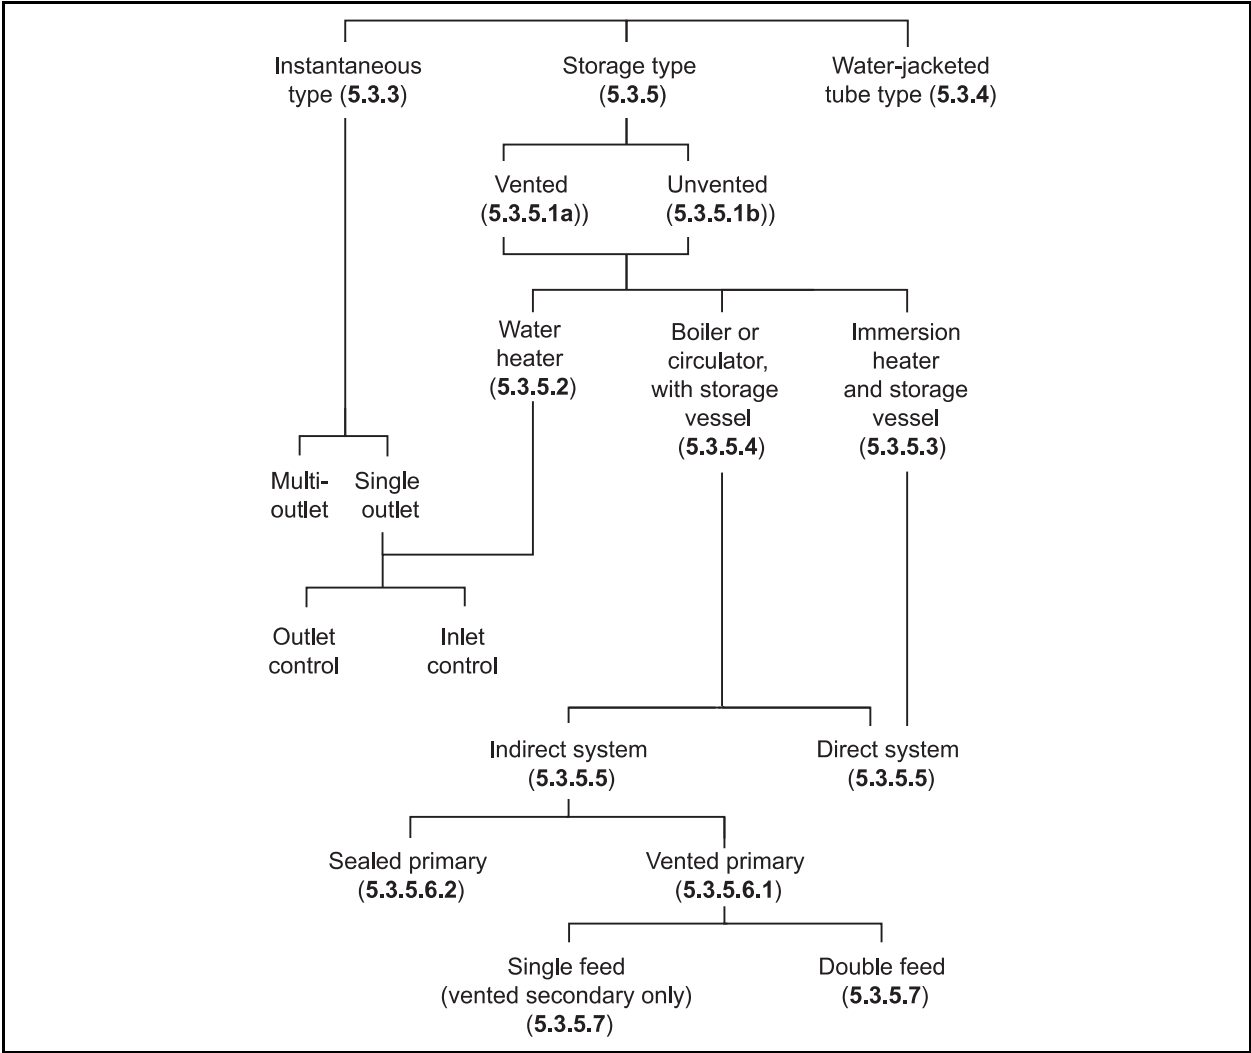 Instantaneous
type (5.3.3)
Storage type
(5.3.5)
Water-jacketed
tube type (5.3.4)
Vented
(5.3.5.1a))
Unvented
(5.3.5.1b))
Water
heater
(5.3.5.2)
Boiler or
circulator,
with storage
vessel
(5.3.5.4)
Immersion
heater
and storage
vessel
(5.3.5.3)
Multi-
outlet
Single
outlet
Outlet
control
Inlet
control
Indirect system
(5.3.5.5)
Direct system
(5.3.5.5)
Sealed primary
(5.3.5.6.2)
Vented primary
(5.3.5.6.1)
Single feed
(vented secondary only)
(5.3.5.7)
Double feed
(5.3.5.7)